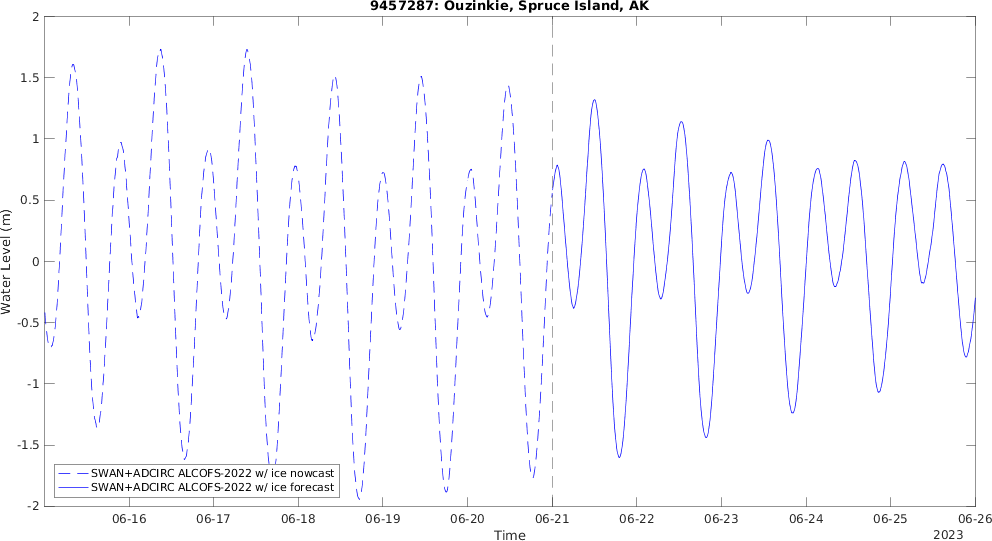 9457287: Ouzinkie, Spruce Island, AK
2
1.5
1
0.5
0
-0.5
-1
-1.5
-2
Water Level (m)
SWAN+ADCIRC ALCOFS-2022 w/ ice nowcast
SWAN+ADCIRC ALCOFS-2022 w/ ice forecast
06-16 06-17 06-18 06-19 06-20 06-21 06-22 06-23 06-24 06-25 06-26
Time
2023